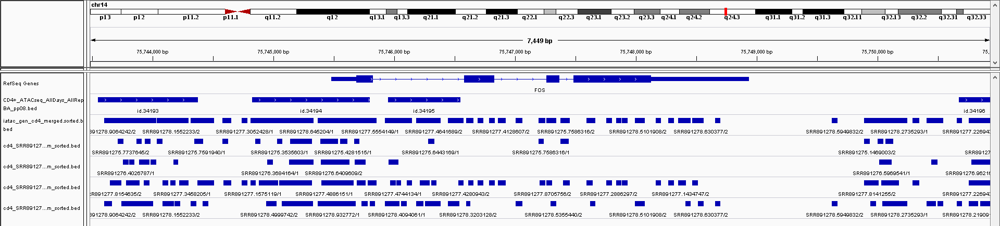 chr14
p13 p12 p11.2 p11.1 q11.2 q12 q13.1 q13.3 q21.1 q21.2 q21.3 q22.1 q22.3 q23.1 q23.2 q23.3 q24.1 q24.2 q24.3 q31.1 q31.2 q31.3 q32.11 q32.13 q32.2 q32.31 q32.33
7,449 bp
75,744,000 bp 75,745,000 bp 75,746,000 bp 75,747,000 bp 75,748,000 bp 75,749,000 bp 75,750,000 bp 75,
RefSeq Genes
FOS
CD4+_ATACseq_AllDays_AllRep
BA_pp08.bed
id.34193 id.34194 id.34195 id.34196
iatac_gen_cd4_merged.sorted.b
bed
891278.9064242/2 SRR891278.1552233/2 SRR891277.3052428/1 SRR891278.645204/1 SRR891277.5554149/1 SRR891277.4641689/2 SRR891277.4128607/2 SRR891275.7586316/2 SRR891278.5101908/2 SRR891278.630377/2 SRR891278.5949832/2 SRR891278.2735293/1 SRR891277.226943
cd4_SRR89127...m_sorted.bed
SRR891275.7737645/2 SRR891275.7591940/1 SRR891275.3535603/1 SRR891275.4281515/1 SRR891275.6443169/1 SRR891275.7586316/1 SRR891275.1469003/2 SRR8912
cd4_SRR89127...m_sorted.bed
SRR891276.4026787/1 SRR891276.3684164/1 SRR891276.6409609/2 SRR891276.5969541/1 SRR891276.9621
cd4_SRR89127...m_sorted.bed
RR891277.8154635/2 SRR891277.3458205/1 SRR891277.1575119/1 SRR891277.4886151/1 SRR891277.4744134/1 SRR891277.4280943/2 SRR891277.8705756/2 SRR891277.2886297/2 SRR891277.1434747/2 SRR891277.8141255/2 SRR891277.226943
cd4_SRR89127...m_sorted.bed
891278.9064242/2 SRR891278.1552233/2 SRR891278.4999742/2 SRR891278.932772/1 SRR891278.4094061/1 SRR891278.3203128/2 SRR891278.5355440/2 SRR891278.5101908/2 SRR891278.630377/2 SRR891278.5949832/2 SRR891278.2735293/1 SRR891278.21909